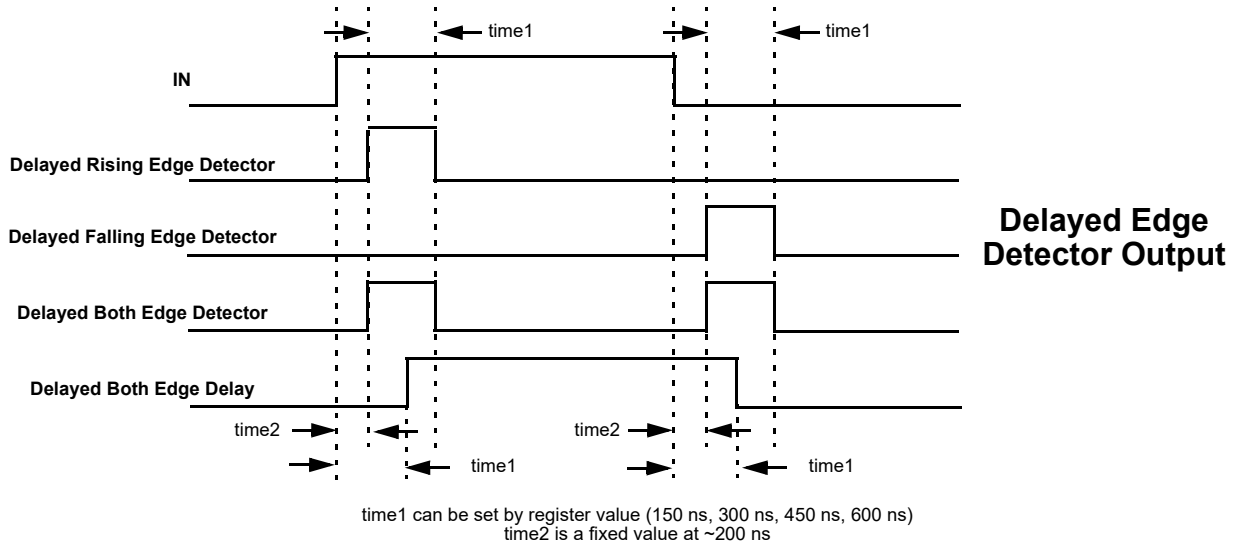 time1
time1
IN
Delayed Rising Edge Detector
Delayed Falling Edge Detector
Delayed Edge
Detector Output
Delayed Both Edge Detector
Delayed Both Edge Delay
time2
time2
time1
time1
time1 can be set by register value (150 ns, 300 ns, 450 ns, 600 ns)
time2 is a fixed value at ~200 ns